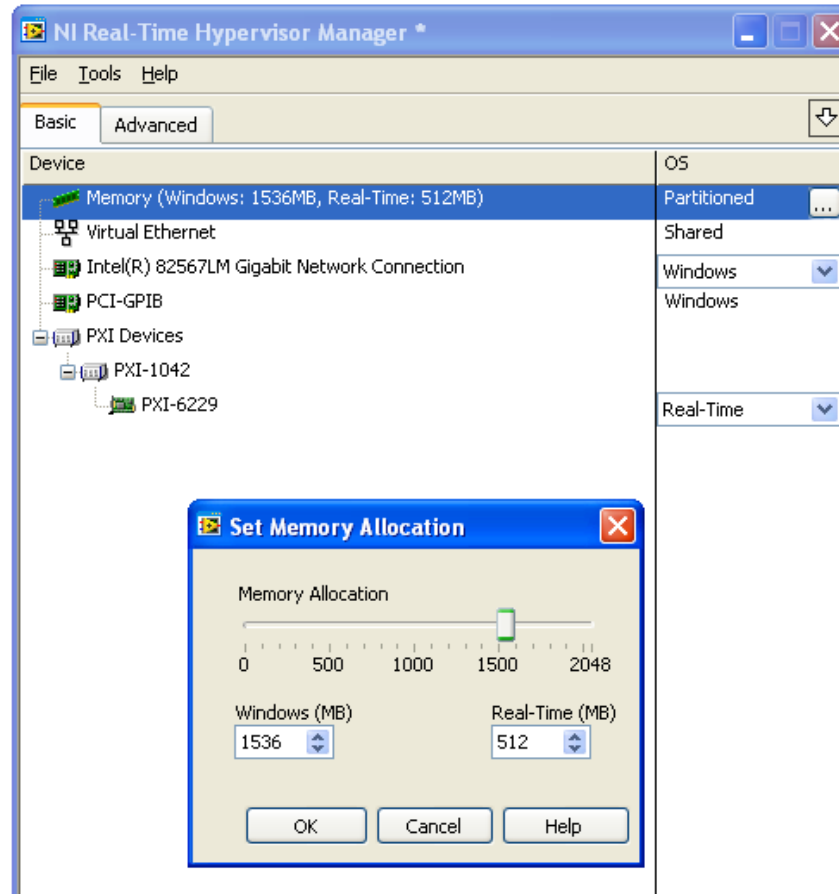 NI Real-Time Hypervisor Manager *
File Tools Help
Basic Advanced
Device OS
Memory (Windows: 1536MB, Real-Time: 512MB) Partitioned ...
Virtual Ethernet Shared
Intel(R) 82567LM Gigabit Network Connection Windows
PCI-GPIB Windows
PXI Devices
PXI-1042
PXI-6229 Real-Time
Set Memory Allocation
Memory Allocation
0 500 1000 1500 2048
Windows (MB) Real-Time (MB)
1536 512
OK Cancel Help